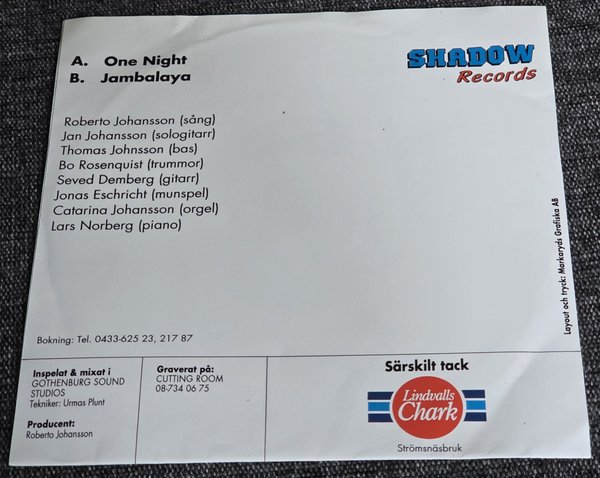 A. One Night
B. Jambalaya
SHADOW
Records
Roberto Johansson (sång)
Jan Johansson (sologitarr)
Thomas Johnsson (bas)
Bo Rosenquist (trummor)
Seved Demberg (gitarr)
Jonas Eschricht (munspel)
Catarina Johansson (orgel)
Lars Norberg (piano)
Layout och tryck: Markaryds Grafiska AB
Bokning: Tel. 0433-625 23, 217 87
Inspelat & mixat i
GOTHENBURG SOUND
STUDIOS
Tekniker: Urmas Plunt
Producent:
Roberto Johansson
Graverat på:
CUTTING ROOM
08-734 06 75
Särskilt tack
Lindvalls
Chark
Strömsnäsbruk